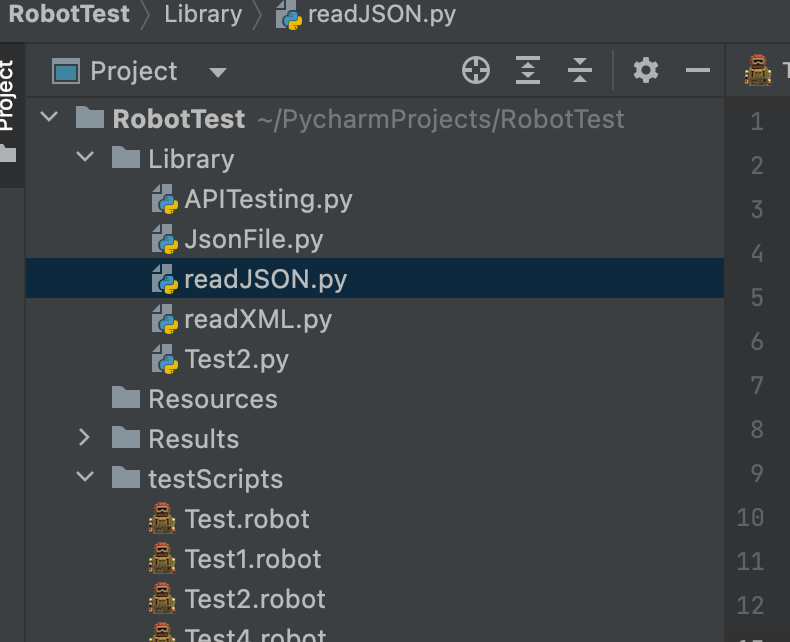 RobotTest Library readJSON.py
Project
Project
RobotTest ~/PycharmProjects/RobotTest
Library
APITesting.py
JsonFile.py
readJSON.py
readXML.py
Test2.py
Resources
Results
testScripts
Test.robot
Test1.robot
Test2.robot
Test4.robot
T
1
2
3
4
5
6
7
8
9
10
11
12